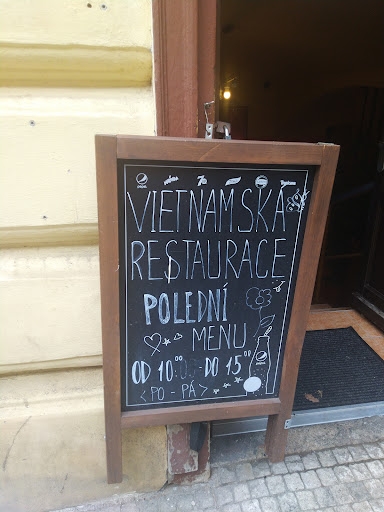 VIETNAMSKÁ
RESTAURACE
POLEDNÍ
MENU
OD 10:00 - DO 15:00
<PO - PÁ>